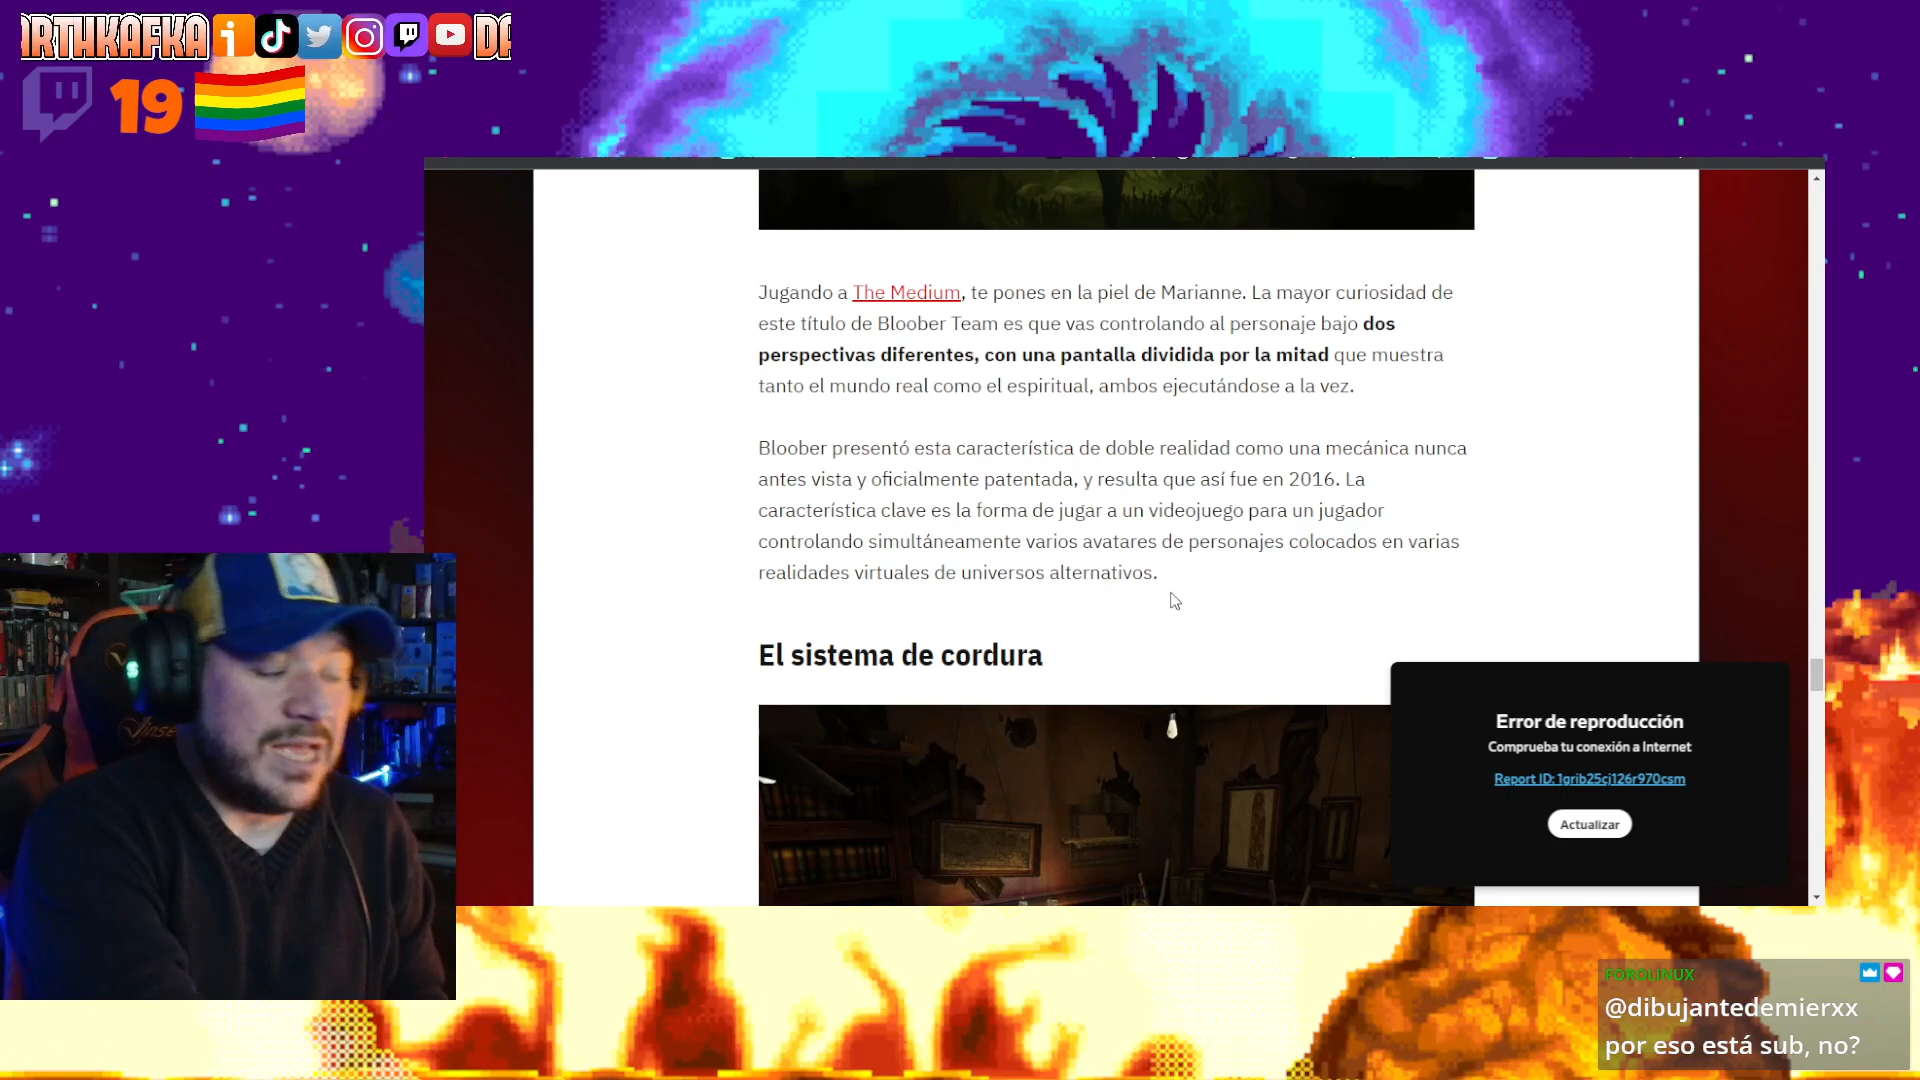 ARTHKAFKA
DA
19
Jugando a The Medium, te pones en la piel de Marianne. La mayor curiosidad de
este título de Bloober Team es que vas controlando al personaje bajo dos
perspectivas diferentes, con una pantalla dividida por la mitad que muestra
tanto el mundo real como el espiritual, ambos ejecutándose a la vez.
Bloober presentó esta característica de doble realidad como una mecánica nunca
antes vista y oficialmente patentada, y resulta que así fue en 2016. La
característica clave es la forma de jugar a un videojuego para un jugador
controlando simultáneamente varios avatares de personajes colocados en varias
realidades virtuales de universos alternativos.
El sistema de cordura
Error de reproducción
Comprueba tu conexión a Internet
Report ID: 1grib25cj126r970csm
Actualizar
FOROLINUX
@dibujantedemierxx
por eso está sub, no?